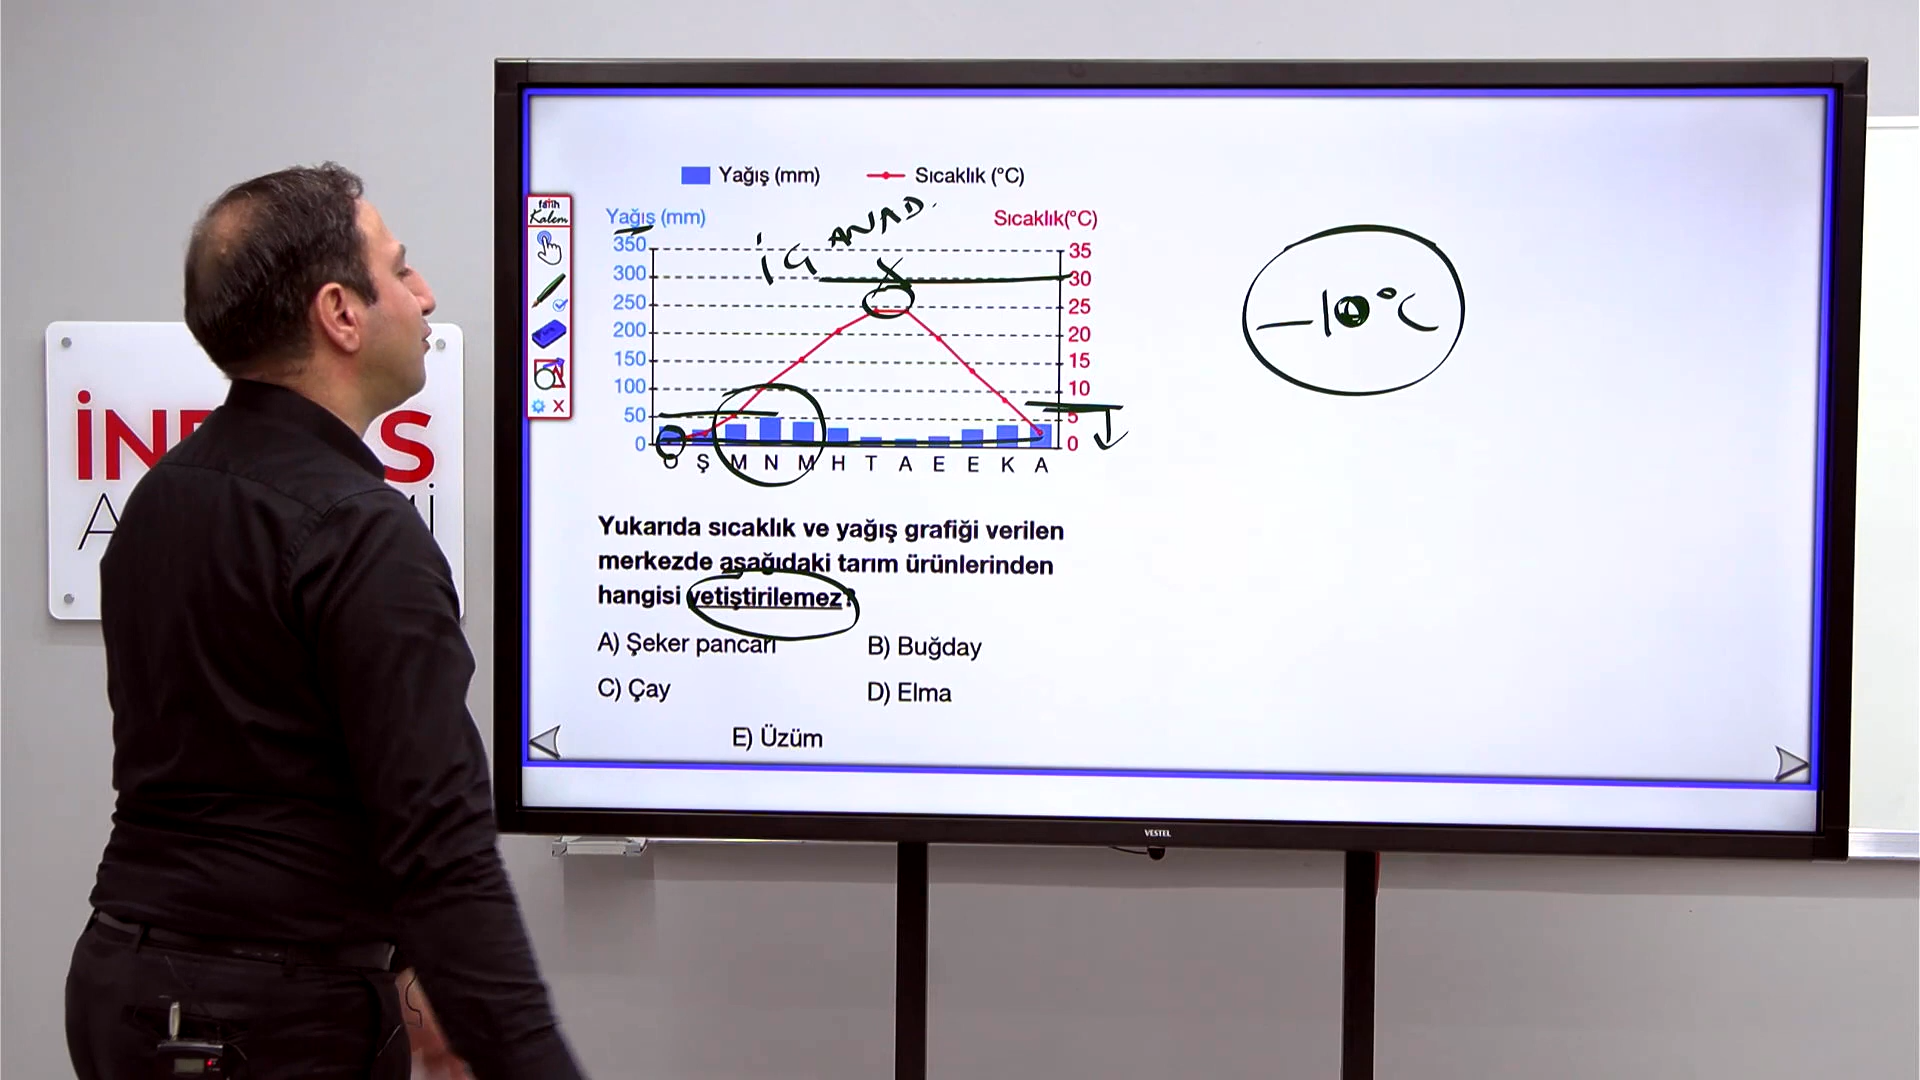 Yağış (mm) Sıcaklık (°C)
fatih
Kalem
Yağış (mm) Sıcaklık(°C)
İÇ ANAD.
350 35
300 30
250 25
200 20
150 15
100 10
50 5
0 0
O Ş M N M H T A E E K A
X
-10°C
Yukarıda sıcaklık ve yağış grafiği verilen
merkezde aşağıdaki tarım ürünlerinden
hangisi yetiştirilemez?
A) Şeker pancarı B) Buğday
C) Çay D) Elma
E) Üzüm
VESTEL